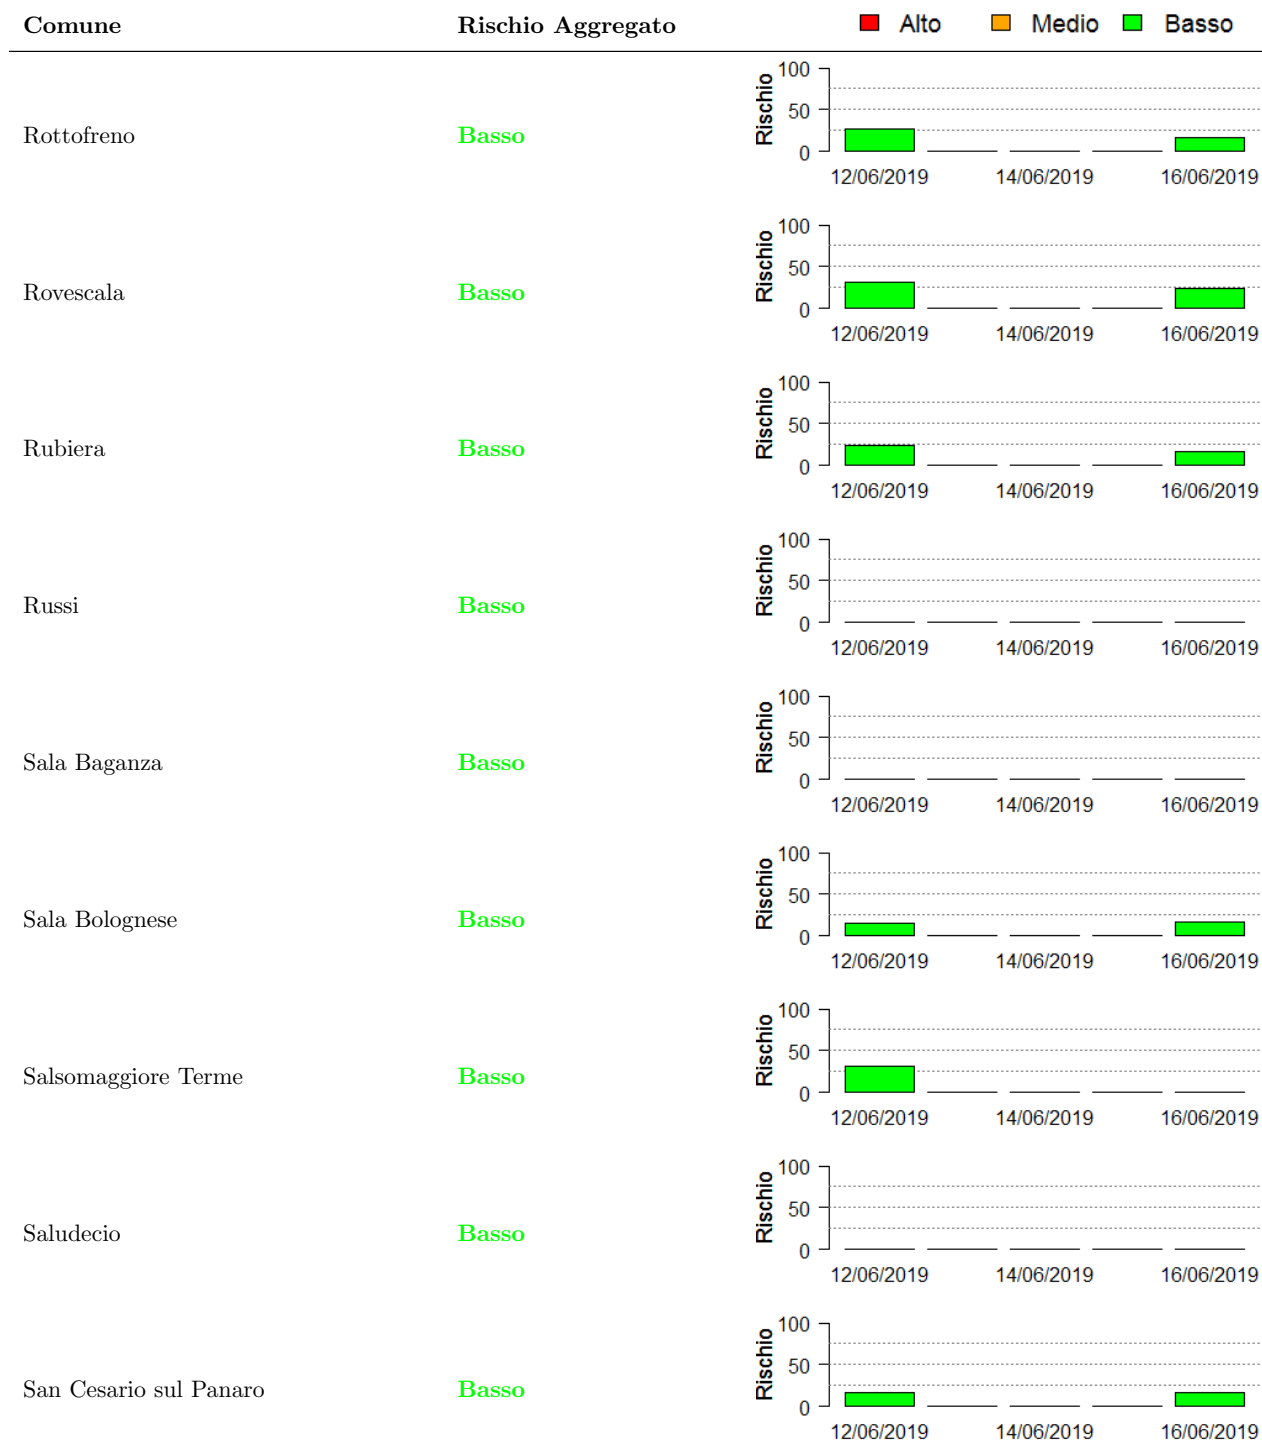 Comune Rischio Aggregato Alto Medio Basso
100
50
0
Rischio
Rottofreno Basso
12/06/2019 14/06/2019 16/06/2019
100
50
0
Rischio
Rovescala Basso
12/06/2019 14/06/2019 16/06/2019
100
50
0
Rischio
Rubiera Basso
12/06/2019 14/06/2019 16/06/2019
100
50
0
Rischio
Russi Basso
12/06/2019 14/06/2019 16/06/2019
100
50
0
Rischio
Sala Baganza Basso
12/06/2019 14/06/2019 16/06/2019
100
50
0
Rischio
Sala Bolognese Basso
12/06/2019 14/06/2019 16/06/2019
100
50
0
Rischio
Salsomaggiore Terme Basso
12/06/2019 14/06/2019 16/06/2019
100
50
0
Rischio
Saludecio Basso
12/06/2019 14/06/2019 16/06/2019
100
50
0
Rischio
San Cesario sul Panaro Basso
12/06/2019 14/06/2019 16/06/2019